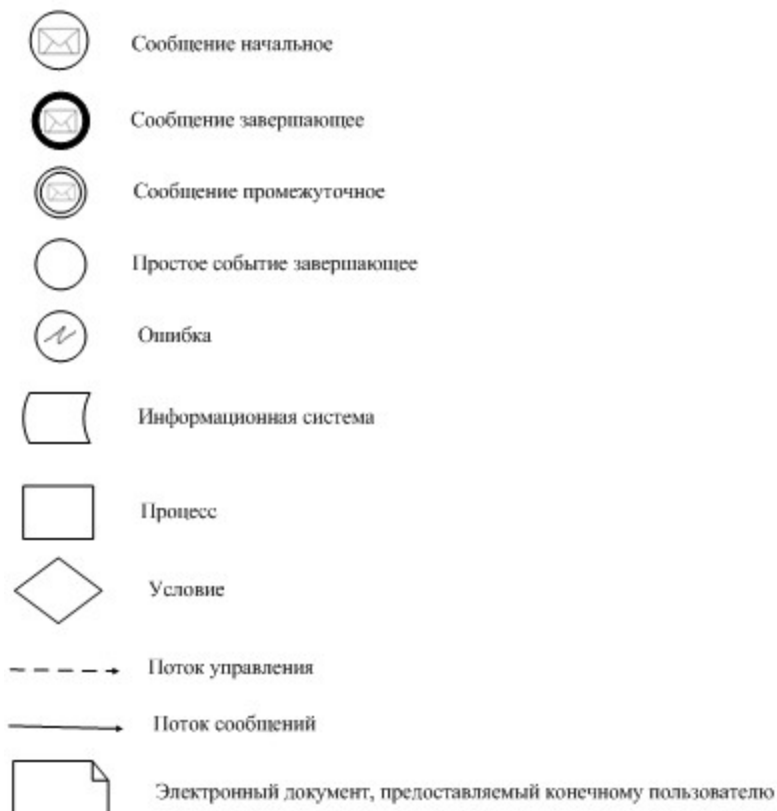 Сообщение начальное
Сообщение завершающее
Сообщение промежуточное
Простое событие завершающее
Ошибка
Информационная система
Процесс
Условие
Поток управления
Поток сообщений
Электронный документ, предоставляемый конечному пользователю